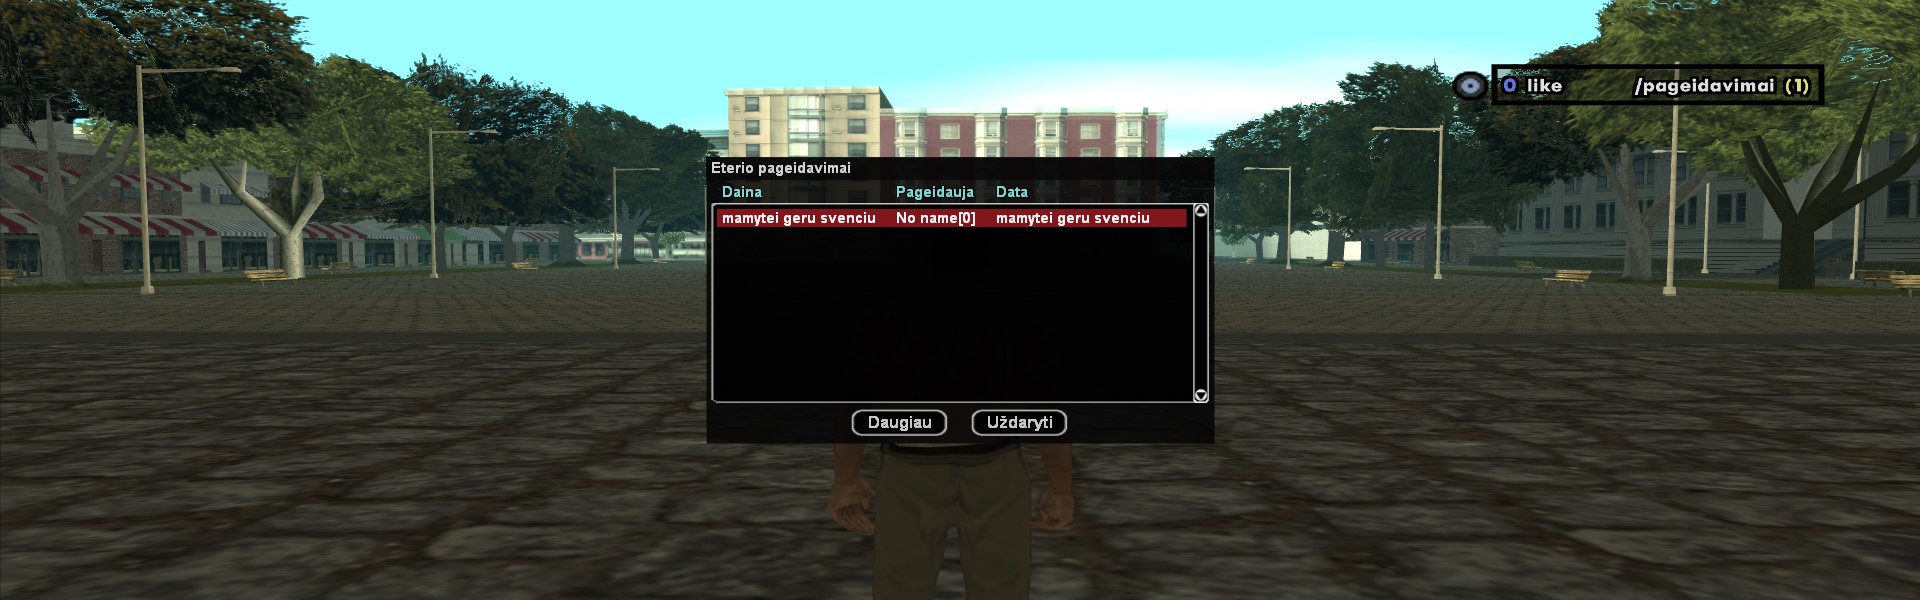 0 like /pageidavimai (1)
Eterio pageidavimai
Daina Pageidauja Data
mamytei geru svenciu No name[0] mamytei geru svenciu
Daugiau Uždaryti